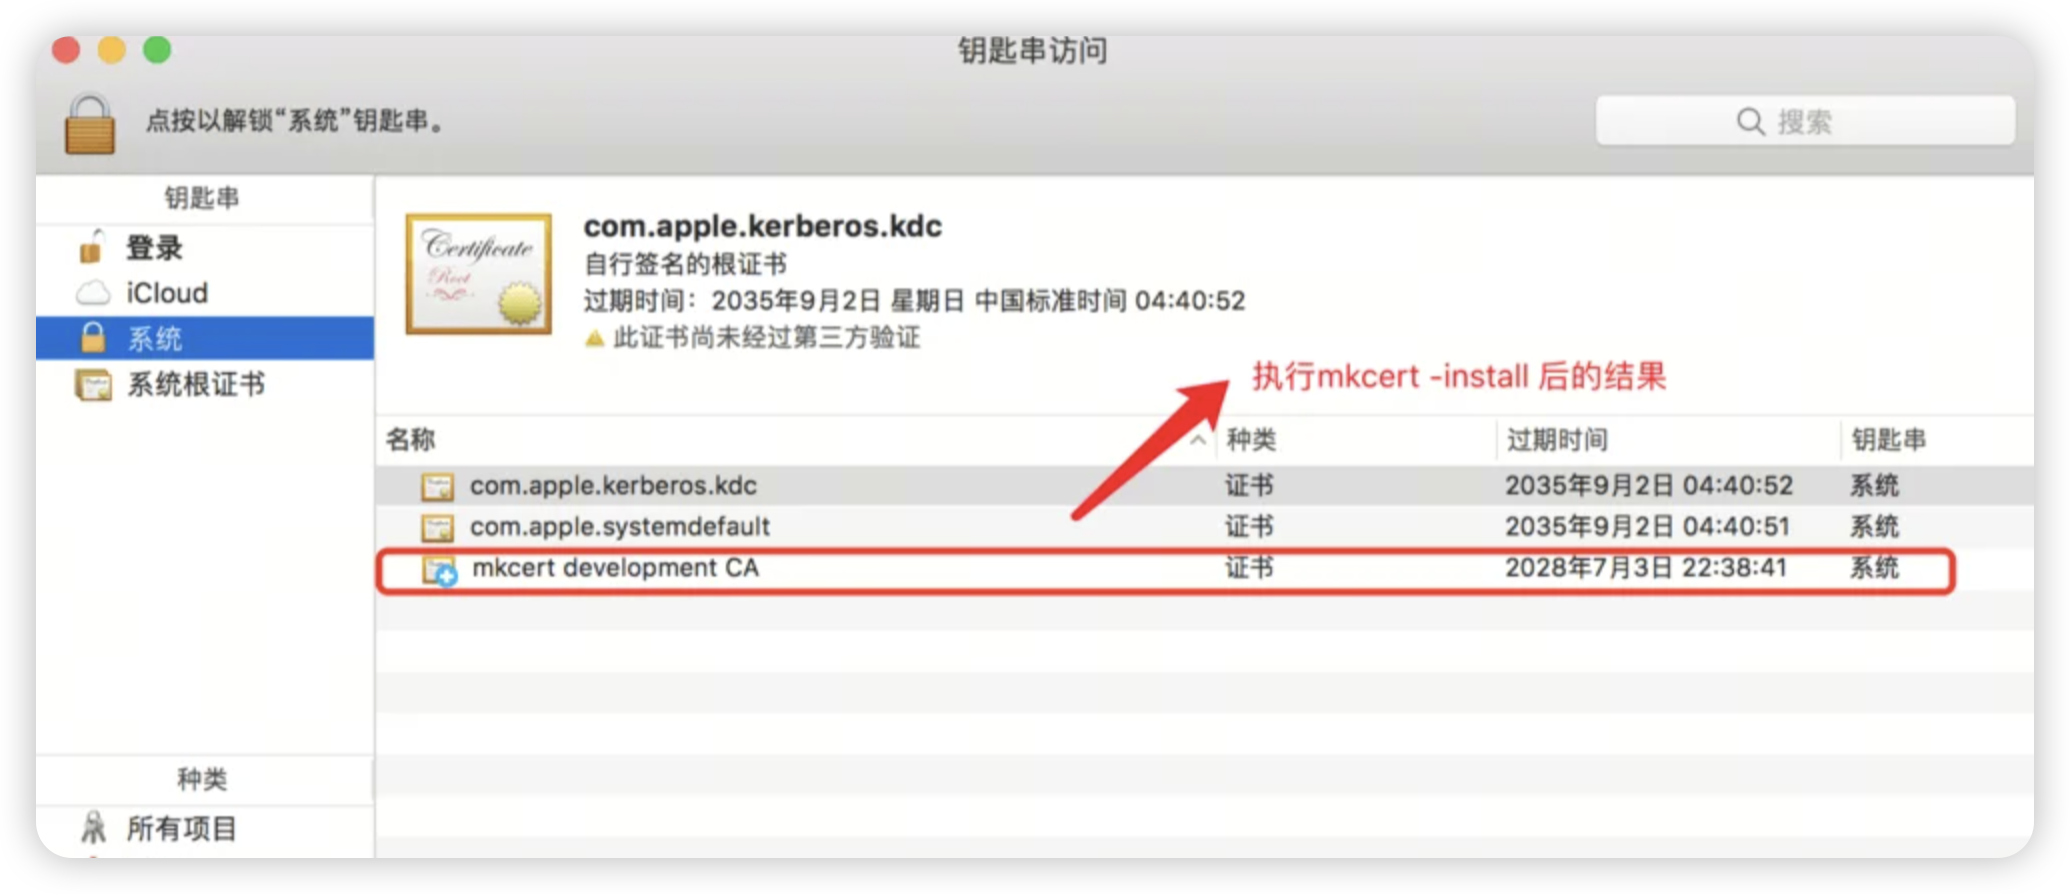 钥匙串访问
点按以解锁“系统”钥匙串。
搜索
钥匙串
登录
iCloud
系统
系统根证书
种类
所有项目
Certificate
Root
com.apple.kerberos.kdc
自行签名的根证书
过期时间：2035年9月2日 星期日 中国标准时间 04:40:52
此证书尚未经过第三方验证
执行mkcert -install 后的结果
名称 种类 过期时间 钥匙串
com.apple.kerberos.kdc 证书 2035年9月2日 04:40:52 系统
com.apple.systemdefault 证书 2035年9月2日 04:40:51 系统
mkcert development CA 证书 2028年7月3日 22:38:41 系统